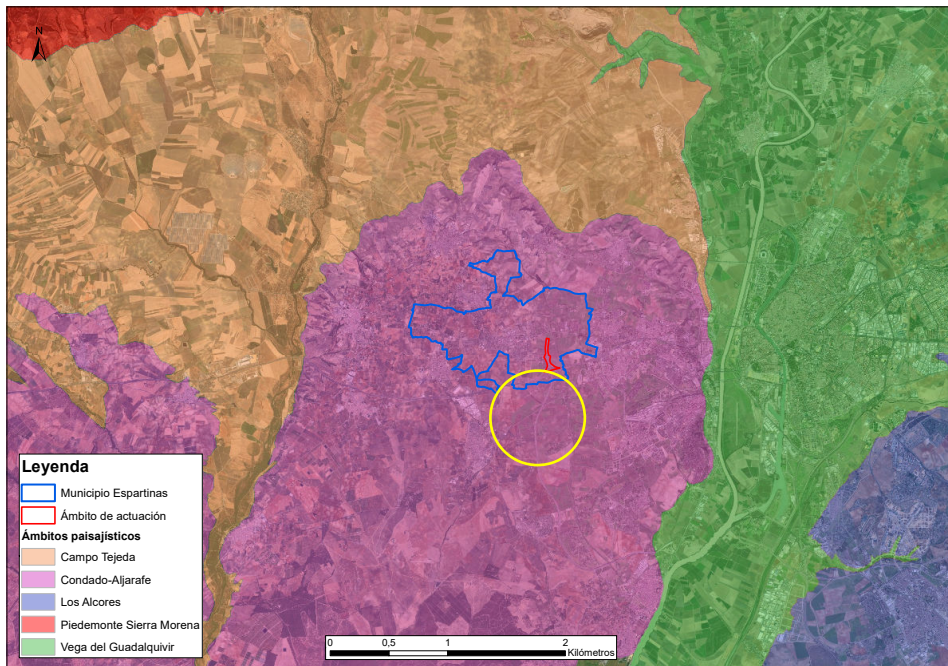 N
Leyenda
Municipio Espartinas
Ámbito de actuación
Ámbitos paisajísticos
Campo Tejeda
Condado-Aljarafe
Los Alcores
Piedemonte Sierra Morena
Vega del Guadalquivir
0 0,5 1 2
Kilómetros